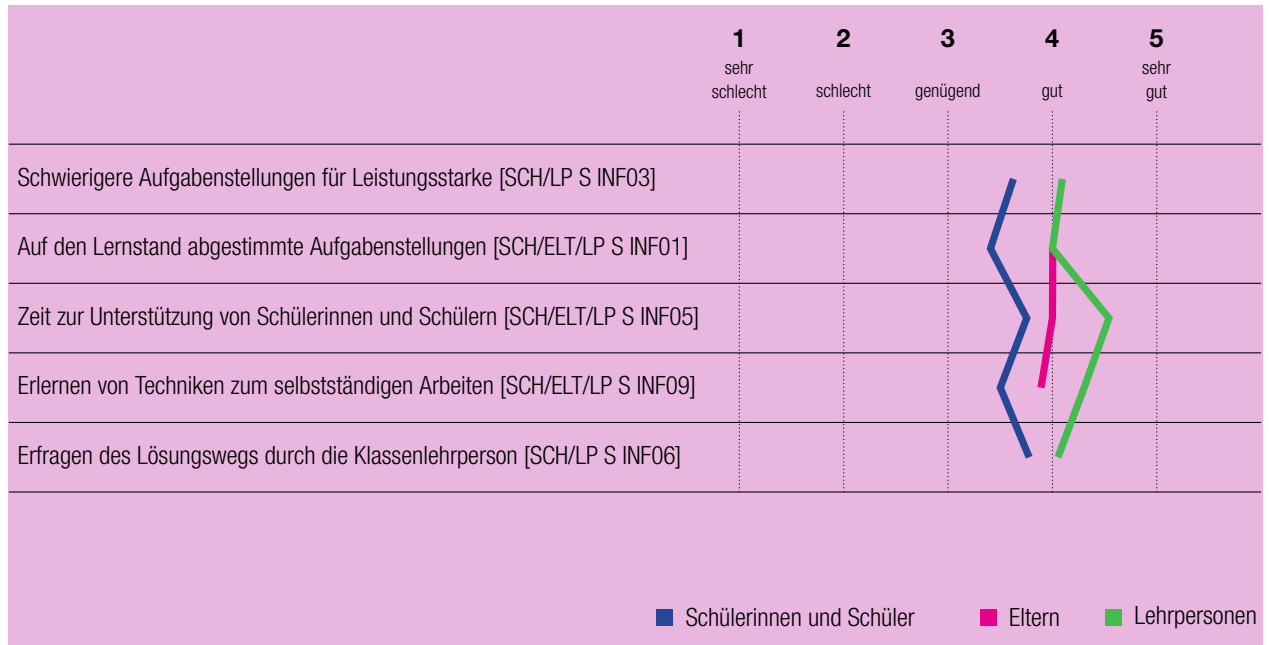 1 2 3 4 5
sehr schlecht schlecht genügend gut sehr gut
Schwierigere Aufgabenstellungen für Leistungsstarke [SCH/LP S INF03]
Auf den Lernstand abgestimmte Aufgabenstellungen [SCH/ELT/LP S INF01]
Zeit zur Unterstützung von Schülerinnen und Schülern [SCH/ELT/LP S INF05]
Erlernen von Techniken zum selbstständigen Arbeiten [SCH/ELT/LP S INF09]
Erfragen des Lösungswegs durch die Klassenlehrperson [SCH/LP S INF06]
Schülerinnen und Schüler Eltern Lehrpersonen